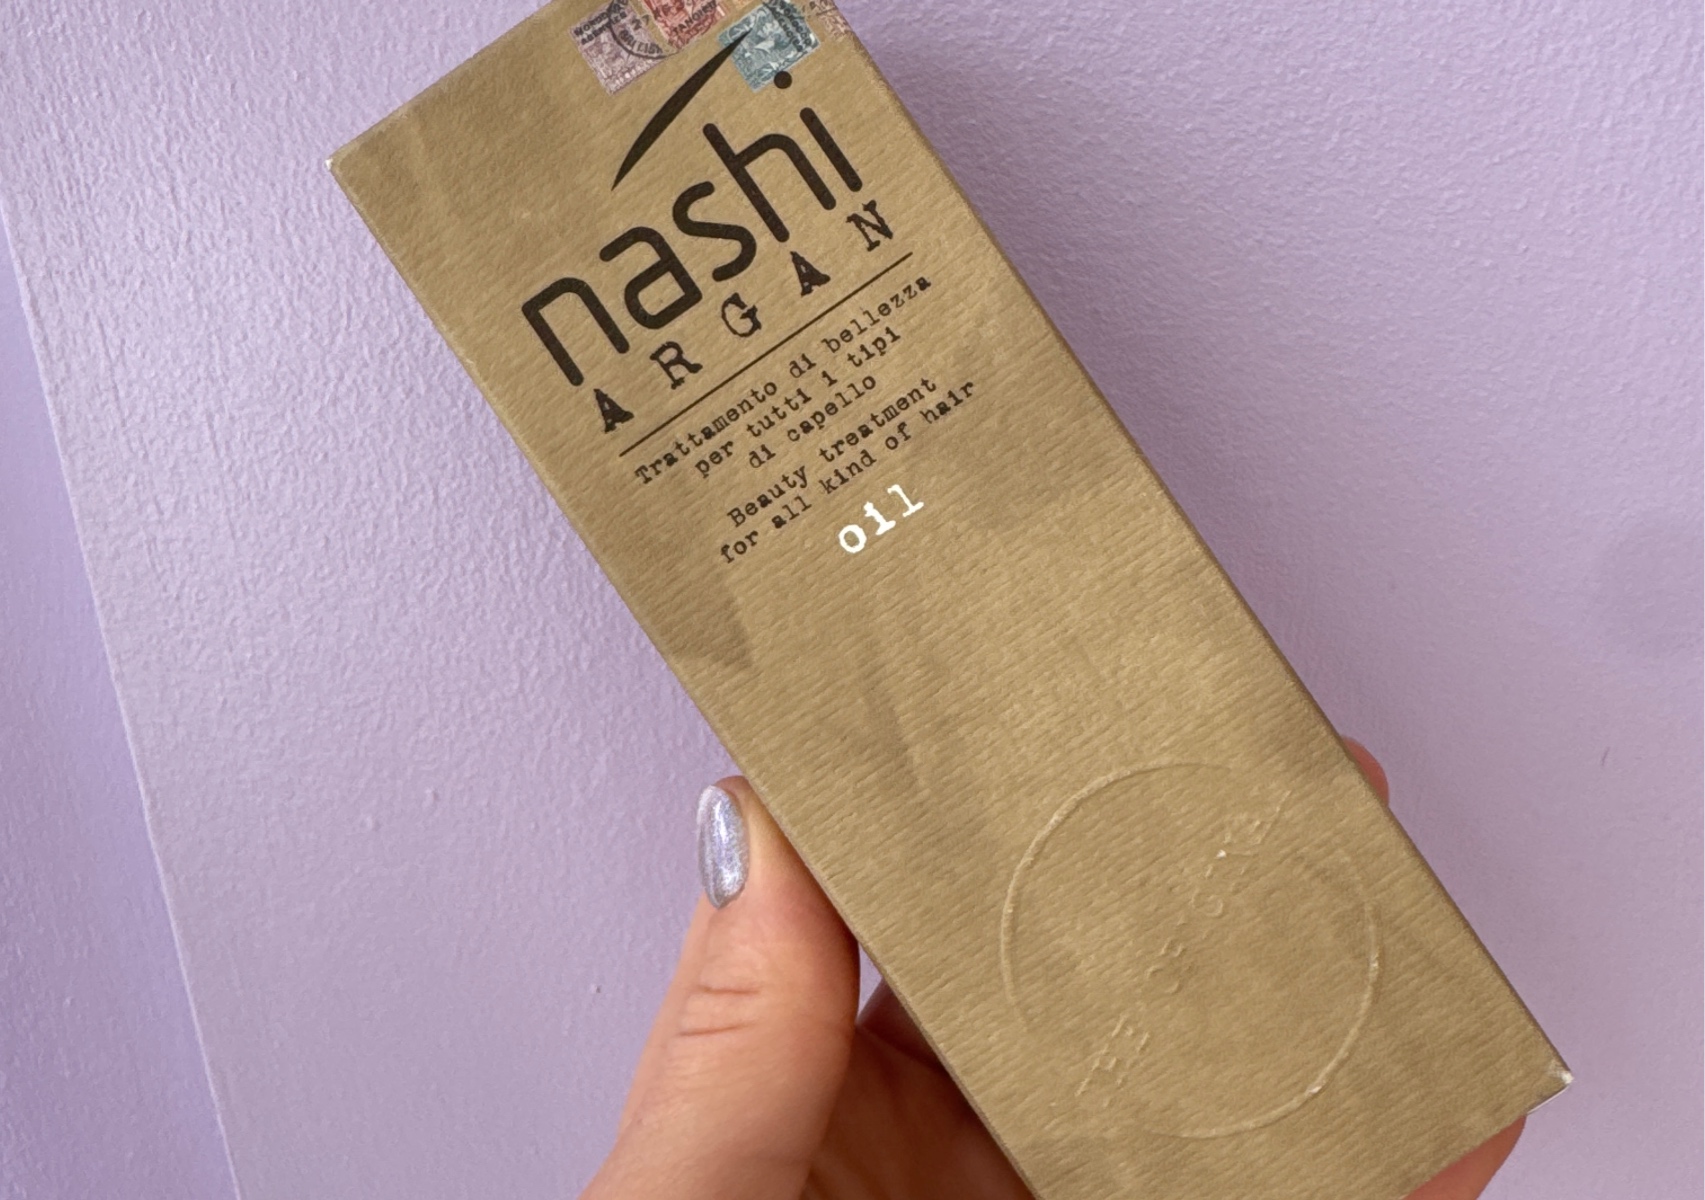 nashi
ARGAN
Trattamento di bellezza
per tutti i tipi
di capello
Beauty treatment
for all kind of hair
oil